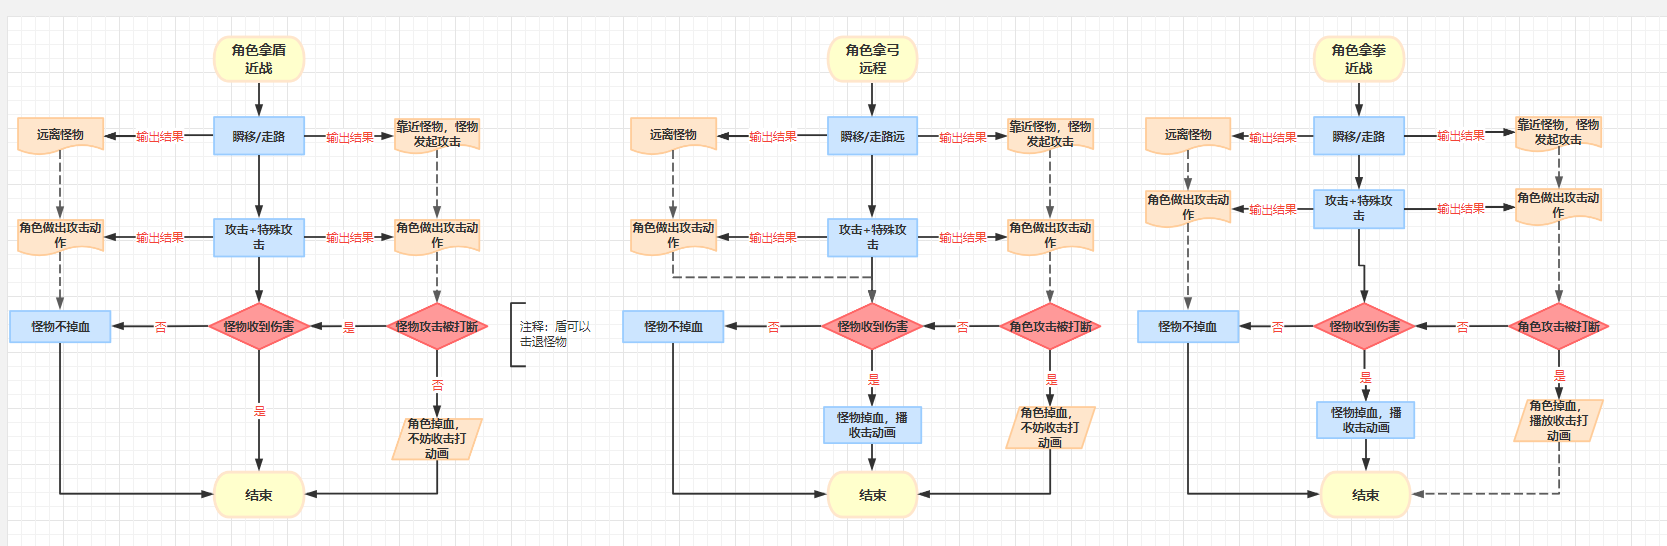 角色拿盾
近战
瞬移/走路
输出结果
远离怪物
输出结果
靠近怪物，怪物
发起攻击
攻击+特殊攻
击
输出结果
角色做出攻击动
作
输出结果
角色做出攻击动
作
怪物不掉血
否
怪物收到伤害
是
怪物攻击被打断
是
否
角色掉血，
不妨收击打
动画
结束
注释：盾可以
击退怪物
角色拿弓
远程
瞬移/走路远
输出结果
远离怪物
输出结果
靠近怪物，怪物
发起攻击
攻击+特殊攻
击
输出结果
角色做出攻击动
作
输出结果
角色做出攻击动
作
怪物不掉血
否
怪物收到伤害
否
角色攻击被打断
是
是
怪物掉血，播
收击动画
角色掉血，
不妨收击打
动画
结束
角色拿拳
近战
瞬移/走路
输出结果
远离怪物
输出结果
靠近怪物，怪物
发起攻击
攻击+特殊攻
击
输出结果
角色做出攻击动
作
输出结果
角色做出攻击动
作
怪物不掉血
否
怪物收到伤害
否
角色攻击被打断
是
是
怪物掉血，播
收击动画
角色掉血，
播放收击打
动画
结束